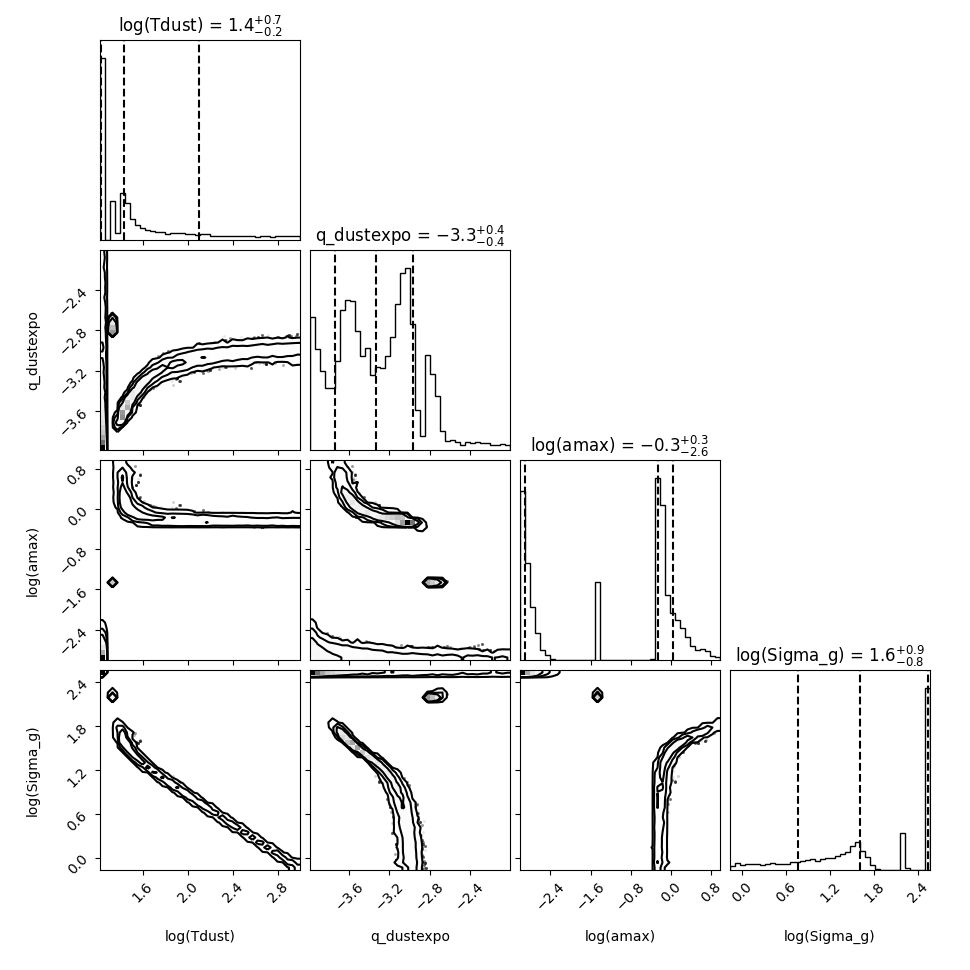 log(Tdust) = 1.4^{+0.7}_{−0.2}
q_dustexpo = −3.3^{+0.4}_{−0.4}
q_dustexpo
−2.4
−2.8
−3.2
−3.6
log(amax) = −0.3^{+0.3}_{−2.6}
log(amax)
0.8
0.0
−0.8
−1.6
−2.4
log(Sigma_g) = 1.6^{+0.9}_{−0.8}
log(Sigma_g)
2.4
1.8
1.2
0.6
0.0
1.6 2.0 2.4 2.8 −3.6 −3.2 −2.8 −2.4 −2.4 −1.6 −0.8 0.0 0.8 0.0 0.6 1.2 1.8 2.4
log(Tdust) q_dustexpo log(amax) log(Sigma_g)